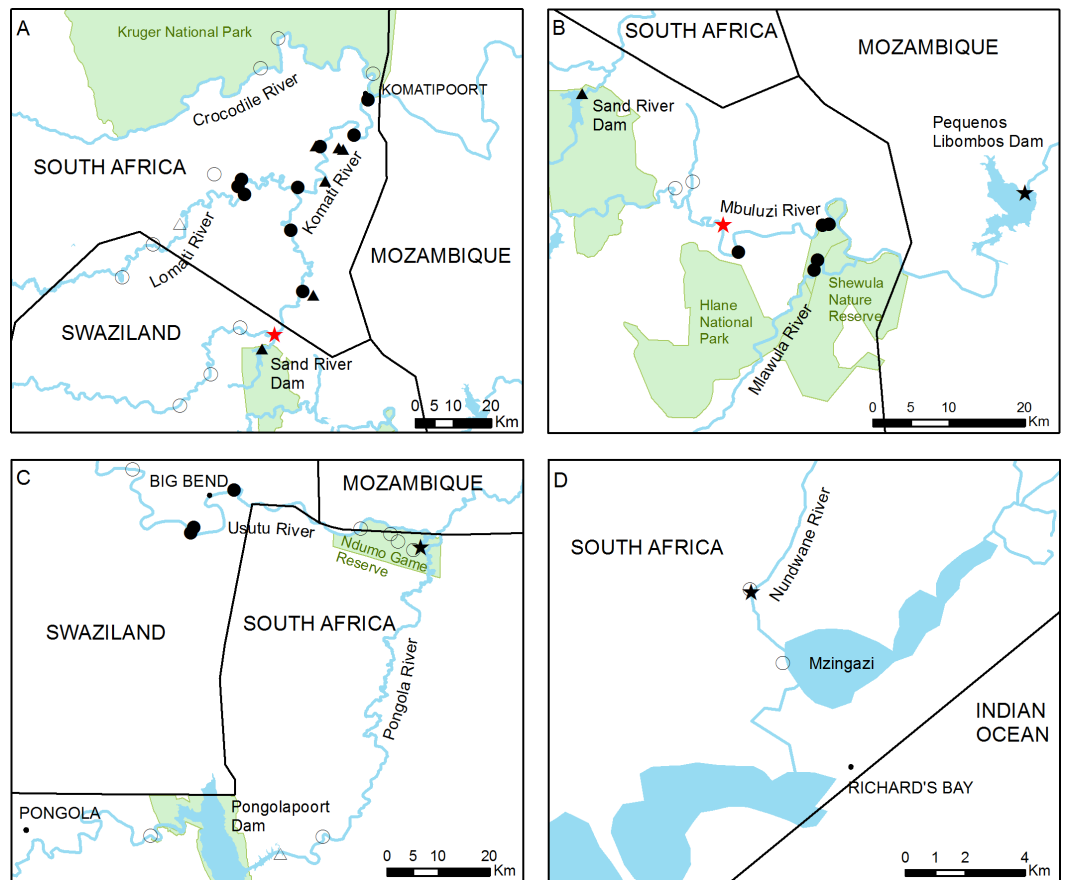 A
Kruger National Park
Crocodile River
KOMATIPOORT
SOUTH AFRICA
Komati River
Lomati River
MOZAMBIQUE
SWAZILAND
Sand River
Dam
0 5 10 20
Km
B
SOUTH AFRICA
MOZAMBIQUE
Sand River
Dam
Pequenos
Libombos Dam
Mbuluzi River
Hlane
National
Park
Shewula
Nature
Reserve
Mlawula River
0 5 10 20
Km
C
BIG BEND
MOZAMBIQUE
Usutu River
Ndumo Game
Reserve
SWAZILAND
SOUTH AFRICA
Pongola River
PONGOLA
Pongolapoort
Dam
0 5 10 20
Km
D
SOUTH AFRICA
Nundwane River
Mzingazi
INDIAN
OCEAN
RICHARD'S BAY
0 1 2 4
Km